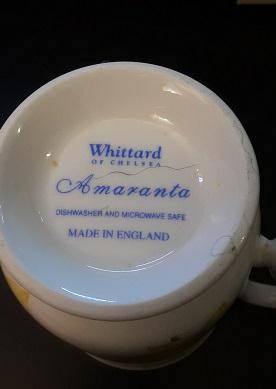 Whittard
OF CHELSEA
Amaranta
DISHWASHER AND MICROWAVE SAFE
MADE IN ENGLAND